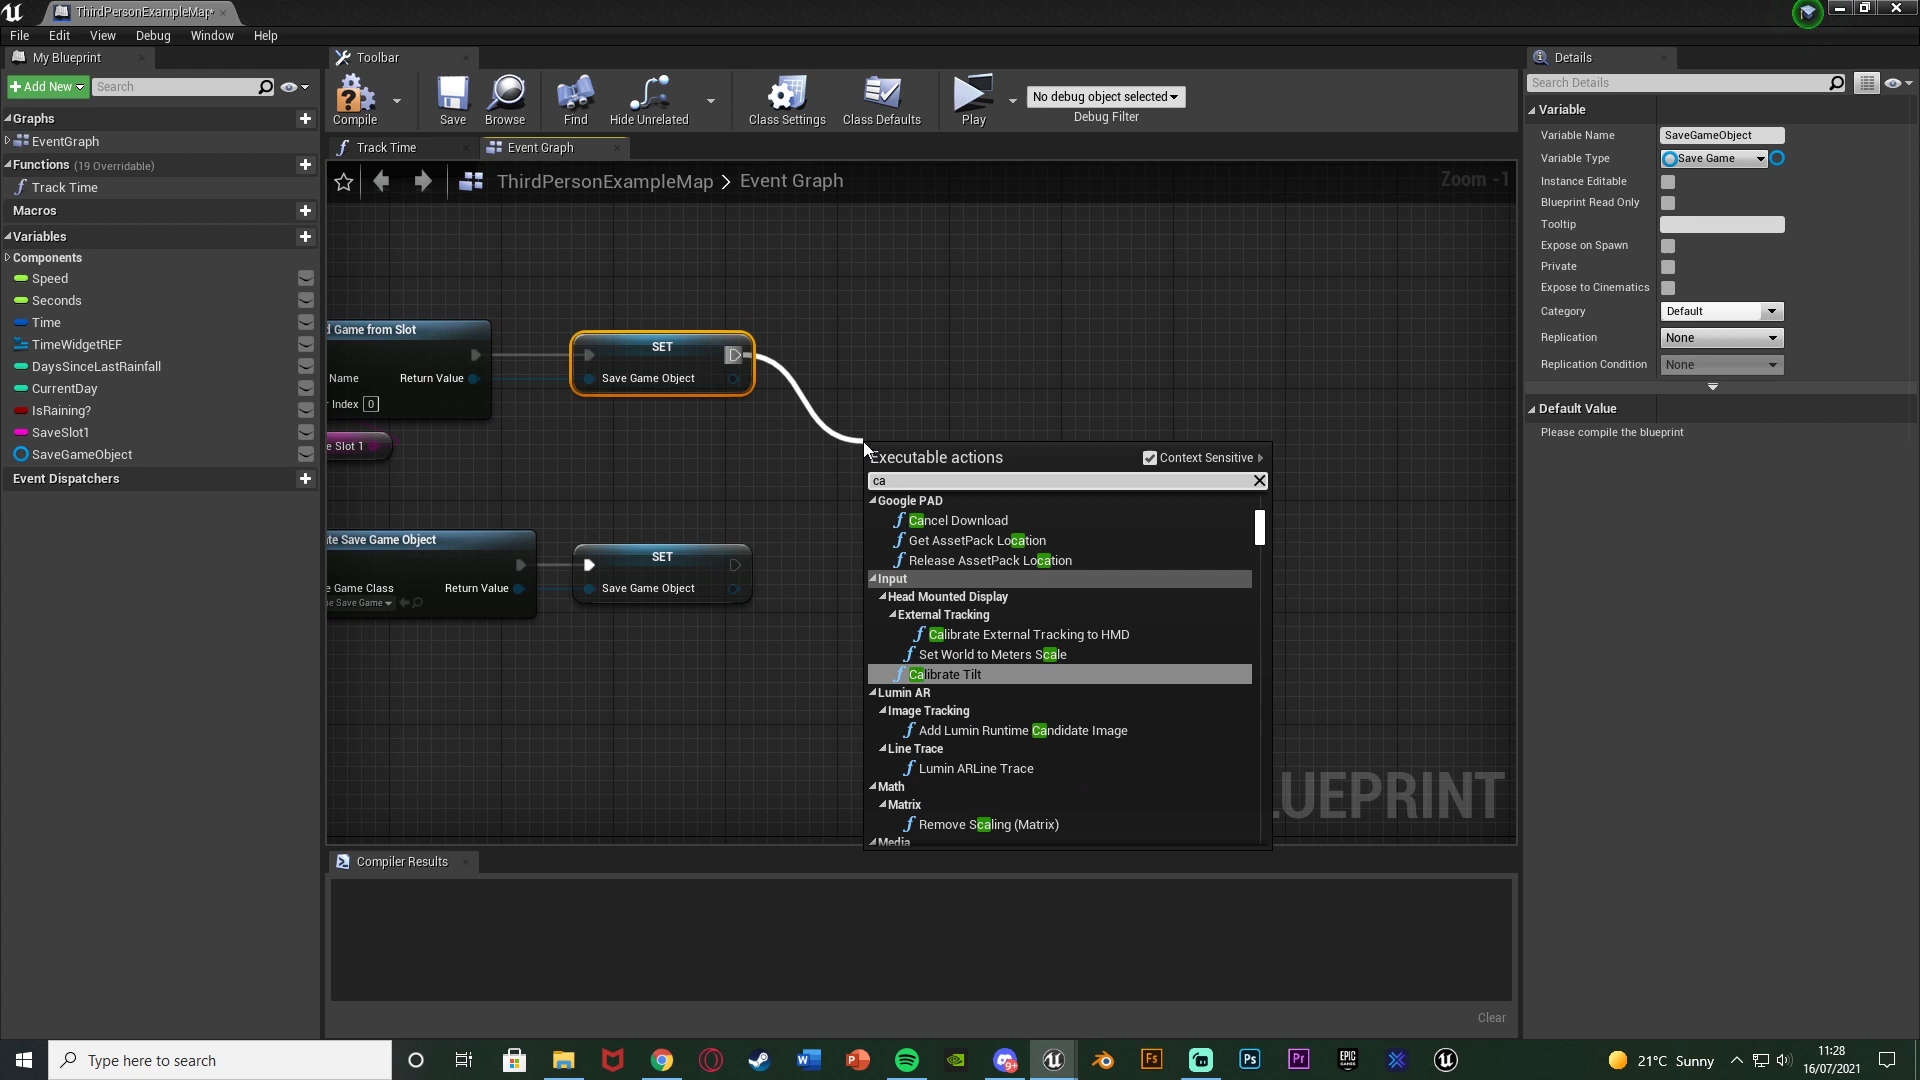 ThirdPersonExampleMap*
File Edit View Debug Window Help
My Blueprint
Toolbar
Details
Add New
Search
Compile
Save
Browse
Find
Hide Unrelated
Class Settings
Class Defaults
Play
No debug object selected
Debug Filter
Search Details
Graphs
EventGraph
Functions (19 Overridable)
Track Time
Macros
Variables
Components
Speed
Seconds
Time
TimeWidgetREF
DaysSinceLastRainfall
CurrentDay
IsRaining?
SaveSlot1
SaveGameObject
Event Dispatchers
Track Time
Event Graph
ThirdPersonExampleMap > Event Graph
Zoom -1
d Game from Slot
Name Return Value
r Index 0
e Slot 1
SET
Save Game Object
te Save Game Object
e Game Class Return Value
ne Save Game
SET
Save Game Object
Executable actions
Context Sensitive
ca
Google PAD
Cancel Download
Get AssetPack Location
Release AssetPack Location
Input
Head Mounted Display
External Tracking
Calibrate External Tracking to HMD
Set World to Meters Scale
Calibrate Tilt
Lumin AR
Image Tracking
Add Lumin Runtime Candidate Image
Line Trace
Lumin ARLine Trace
Math
Matrix
Remove Scaling (Matrix)
Media
LUEPRINT
Variable
Variable Name SaveGameObject
Variable Type Save Game
Instance Editable
Blueprint Read Only
Tooltip
Expose on Spawn
Private
Expose to Cinematics
Category Default
Replication None
Replication Condition None
Default Value
Please compile the blueprint
Compiler Results
Clear
Type here to search
21°C Sunny
11:28
16/07/2021